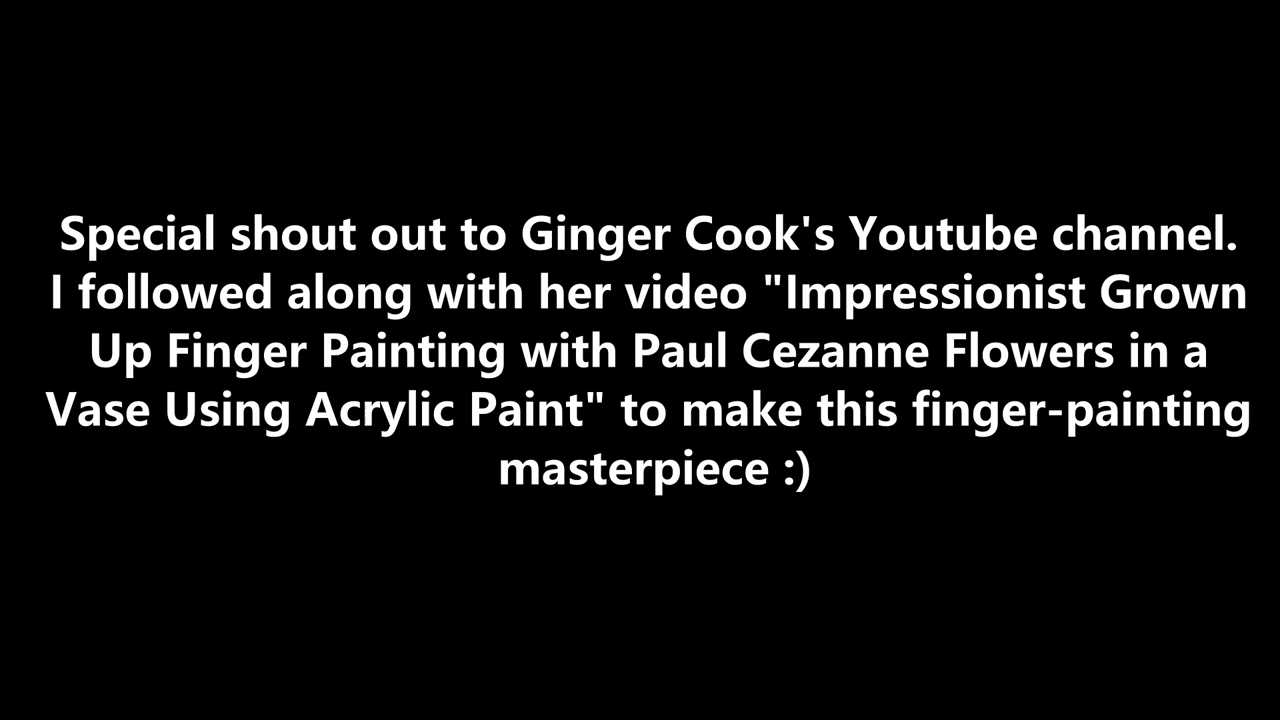 Special shout out to Ginger Cook's Youtube channel.
I followed along with her video "Impressionist Grown
Up Finger Painting with Paul Cezanne Flowers in a
Vase Using Acrylic Paint" to make this finger-painting
masterpiece :)